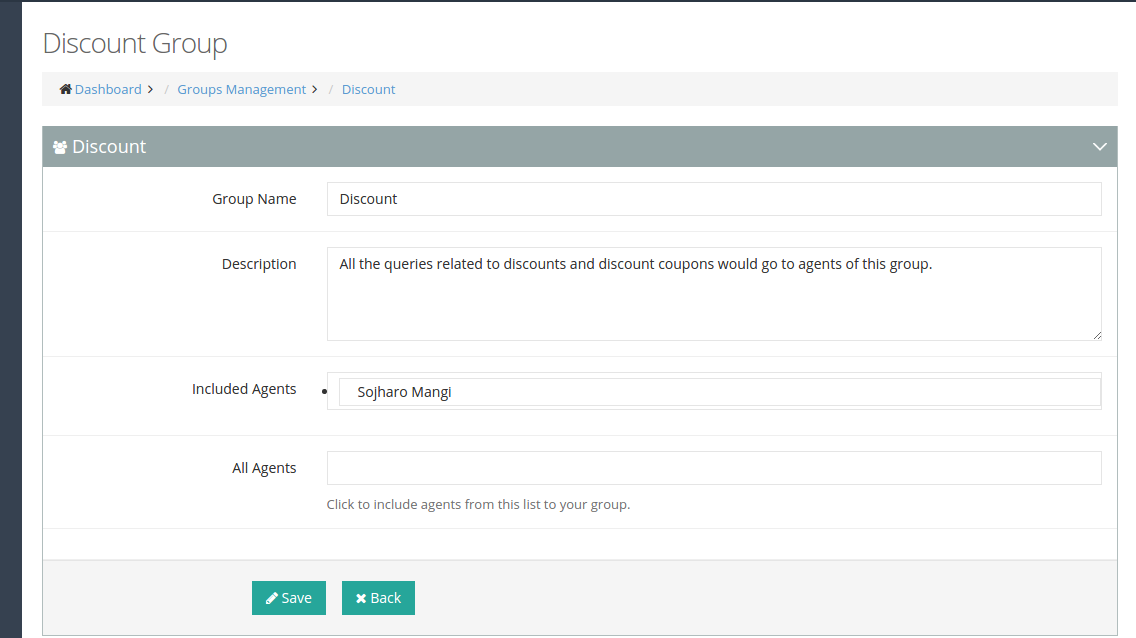 Discount Group
Dashboard > / Groups Management > / Discount
Discount
Group Name Discount
Description All the queries related to discounts and discount coupons would go to agents of this group.
Included Agents • Sojharo Mangi
All Agents
Click to include agents from this list to your group.
Save Back